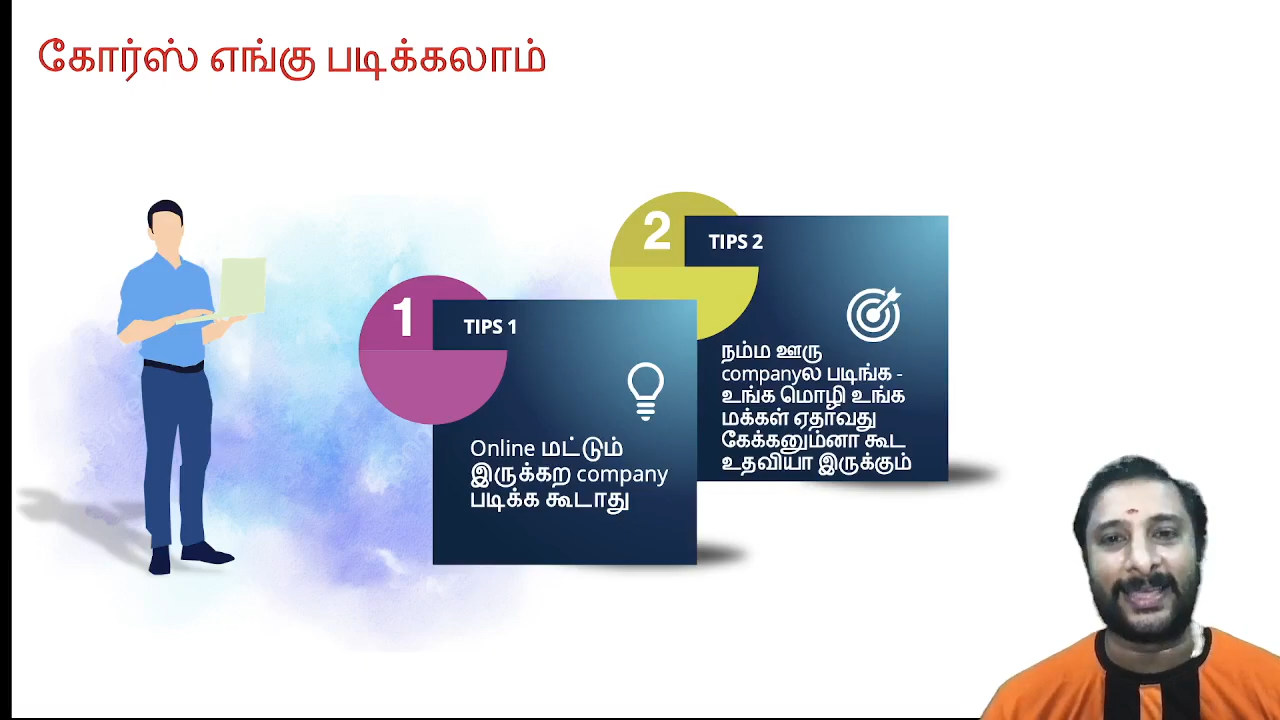 கோர்ஸ் எங்கு படிக்கலாம்
1
TIPS 1
Online மட்டும்
இருக்கற company
படிக்க கூடாது
2
TIPS 2
நம்ம ஊரு
companyல படிங்க -
உங்க மொழி உங்க
மக்கள் ஏதாவது
கேக்கனும்னா கூட
உதவியா இருக்கும்